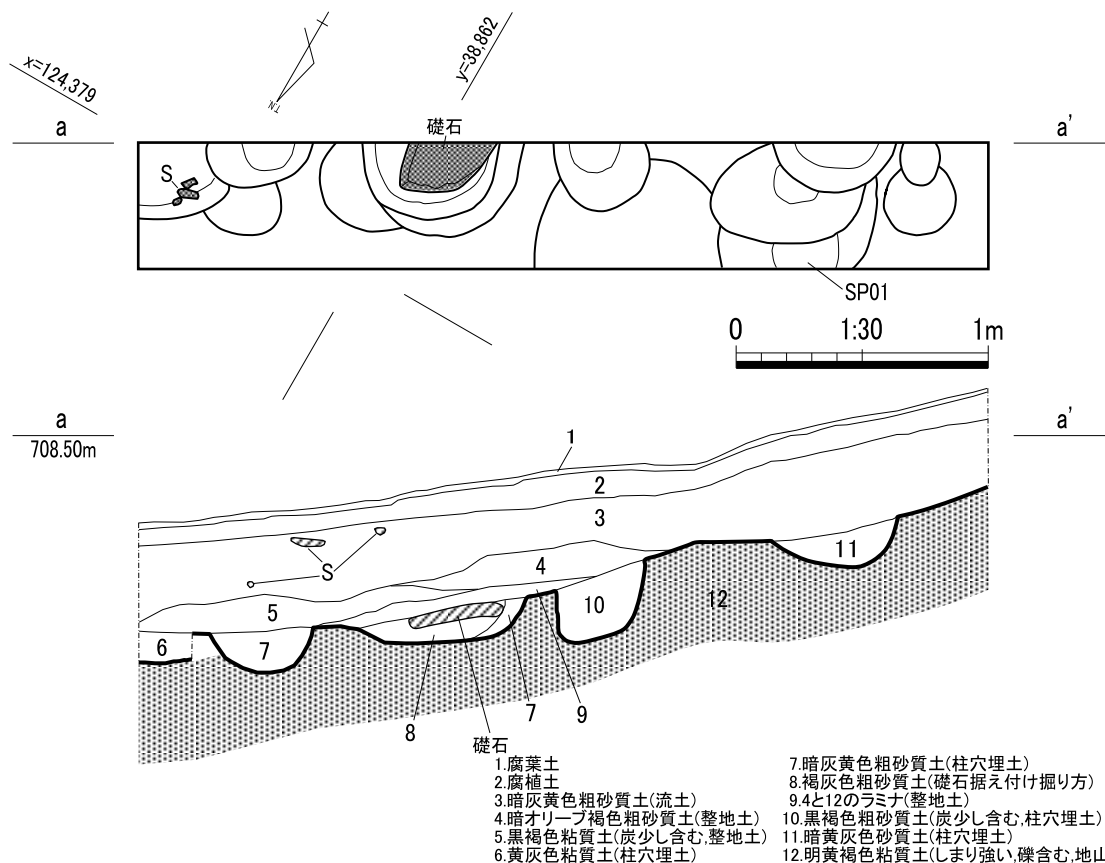 x=124,379
TN
y=38,862
礎石
a
a'
S
SP01
0 1:30 1m
a
a'
708.50m
1
2
3
S
4
5
6
7
10
11
12
8
7
9
礎石
1.腐葉土
2.腐植土
3.暗灰黄色粗砂質土(流土)
4.暗オリーブ褐色粗砂質土(整地土)
5.黒褐色粘質土(炭少し含む,整地土)
6.黄灰色粘質土(柱穴埋土)
7.暗灰黄色粗砂質土(柱穴埋土)
8.褐灰色粗砂質土(礎石据え付け掘り方)
9.4と12のラミナ(整地土)
10.黒褐色粗砂質土(炭少し含む,柱穴埋土)
11.暗黄灰色砂質土(柱穴埋土)
12.明黄褐色粘質土(しまり強い,礫含む,地山